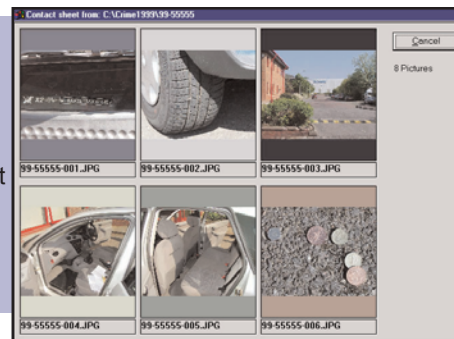 Contact sheet from: C:\Crime1999\99-55555
Cancel
8 Pictures
99-55555-001.JPG
99-55555-002.JPG
99-55555-003.JPG
t
99-55555-004.JPG
99-55555-005.JPG
99-55555-006.JPG